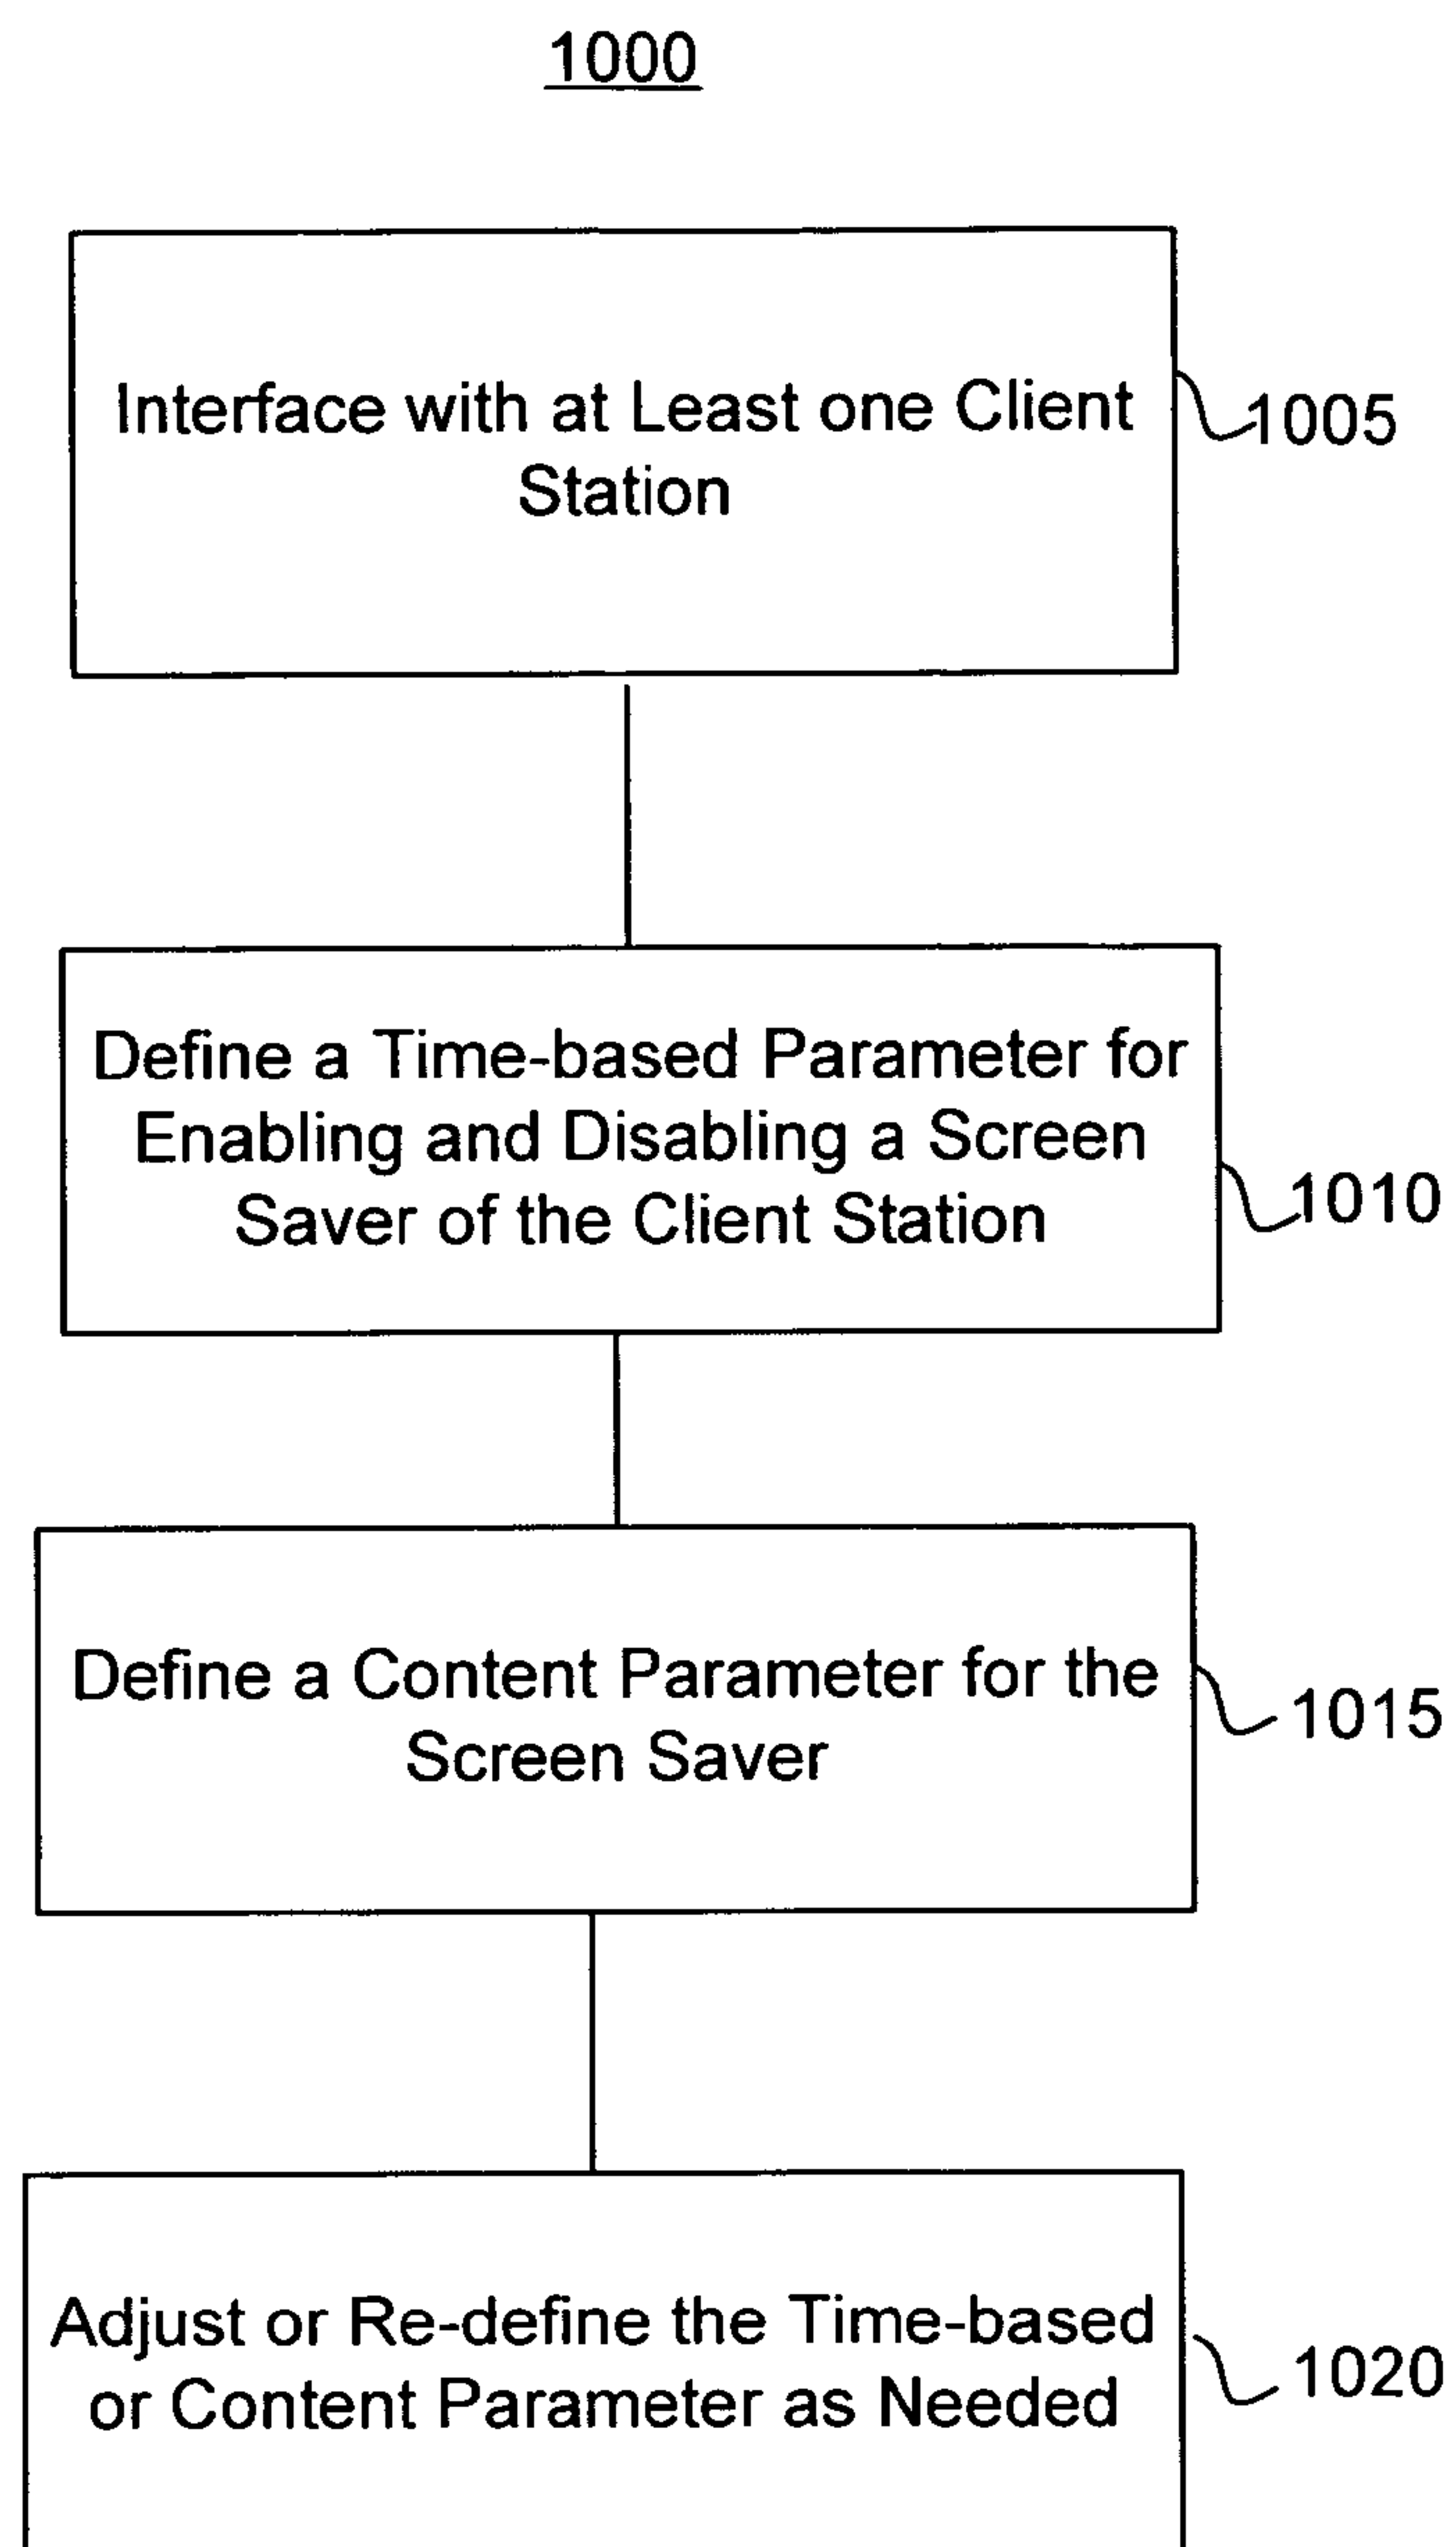 1000
Interface with at Least one Client
Station
1005
Define a Time-based Parameter for
Enabling and Disabling a Screen
Saver of the Client Station
1010
Define a Content Parameter for the
Screen Saver
1015
Adjust or Re-define the Time-based
or Content Parameter as Needed
1020